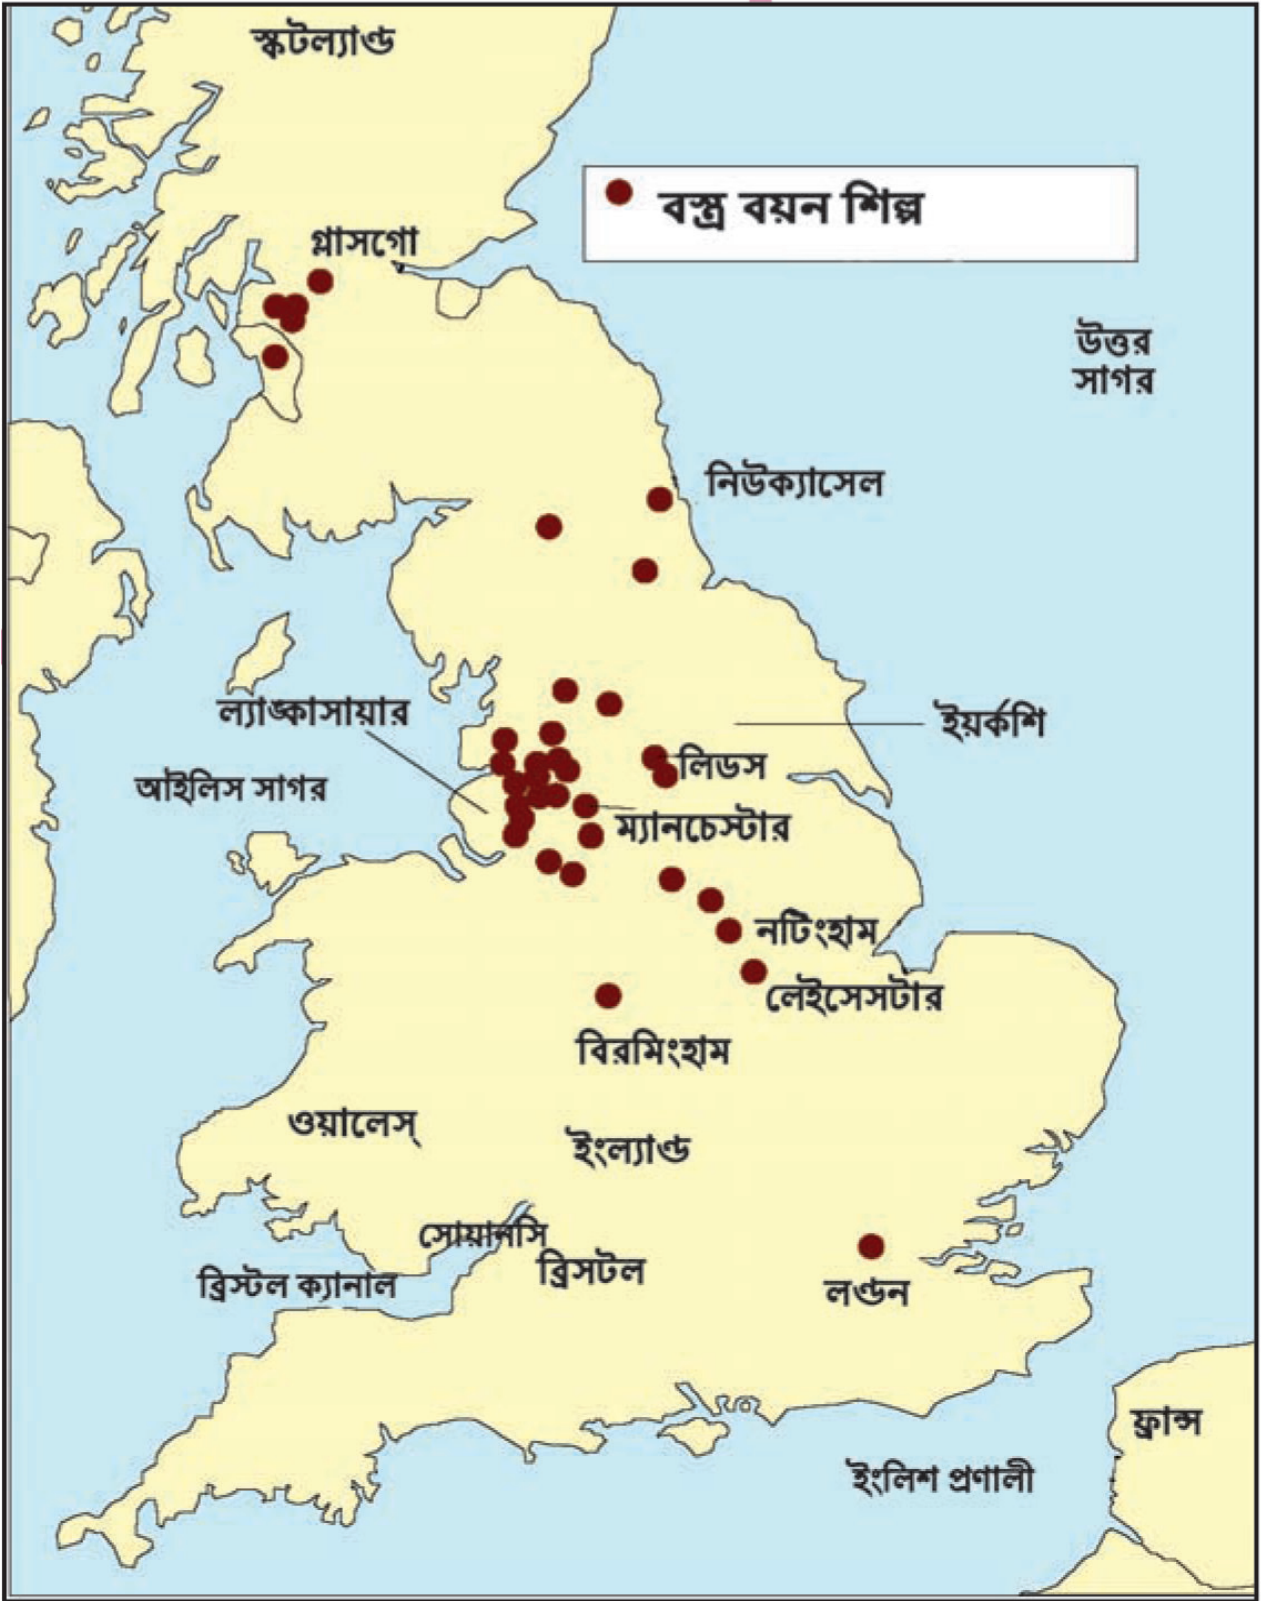 স্কটল্যাণ্ড
বস্ত্র বয়ন শিল্প
গ্লাসগো
উত্তর
সাগর
নিউক্যাসেল
ল্যাঙ্কাসায়ার
ইয়র্কশি
লিডস
আইলিস সাগর
ম্যানচেস্টার
নটিংহাম
লেইসেসটার
বিরমিংহাম
ওয়ালেস্
ইংল্যাণ্ড
সোয়ানসি
ব্রিসটল
ব্রিস্টল ক্যানাল
লণ্ডন
ফ্রান্স
ইংলিশ প্রণালী